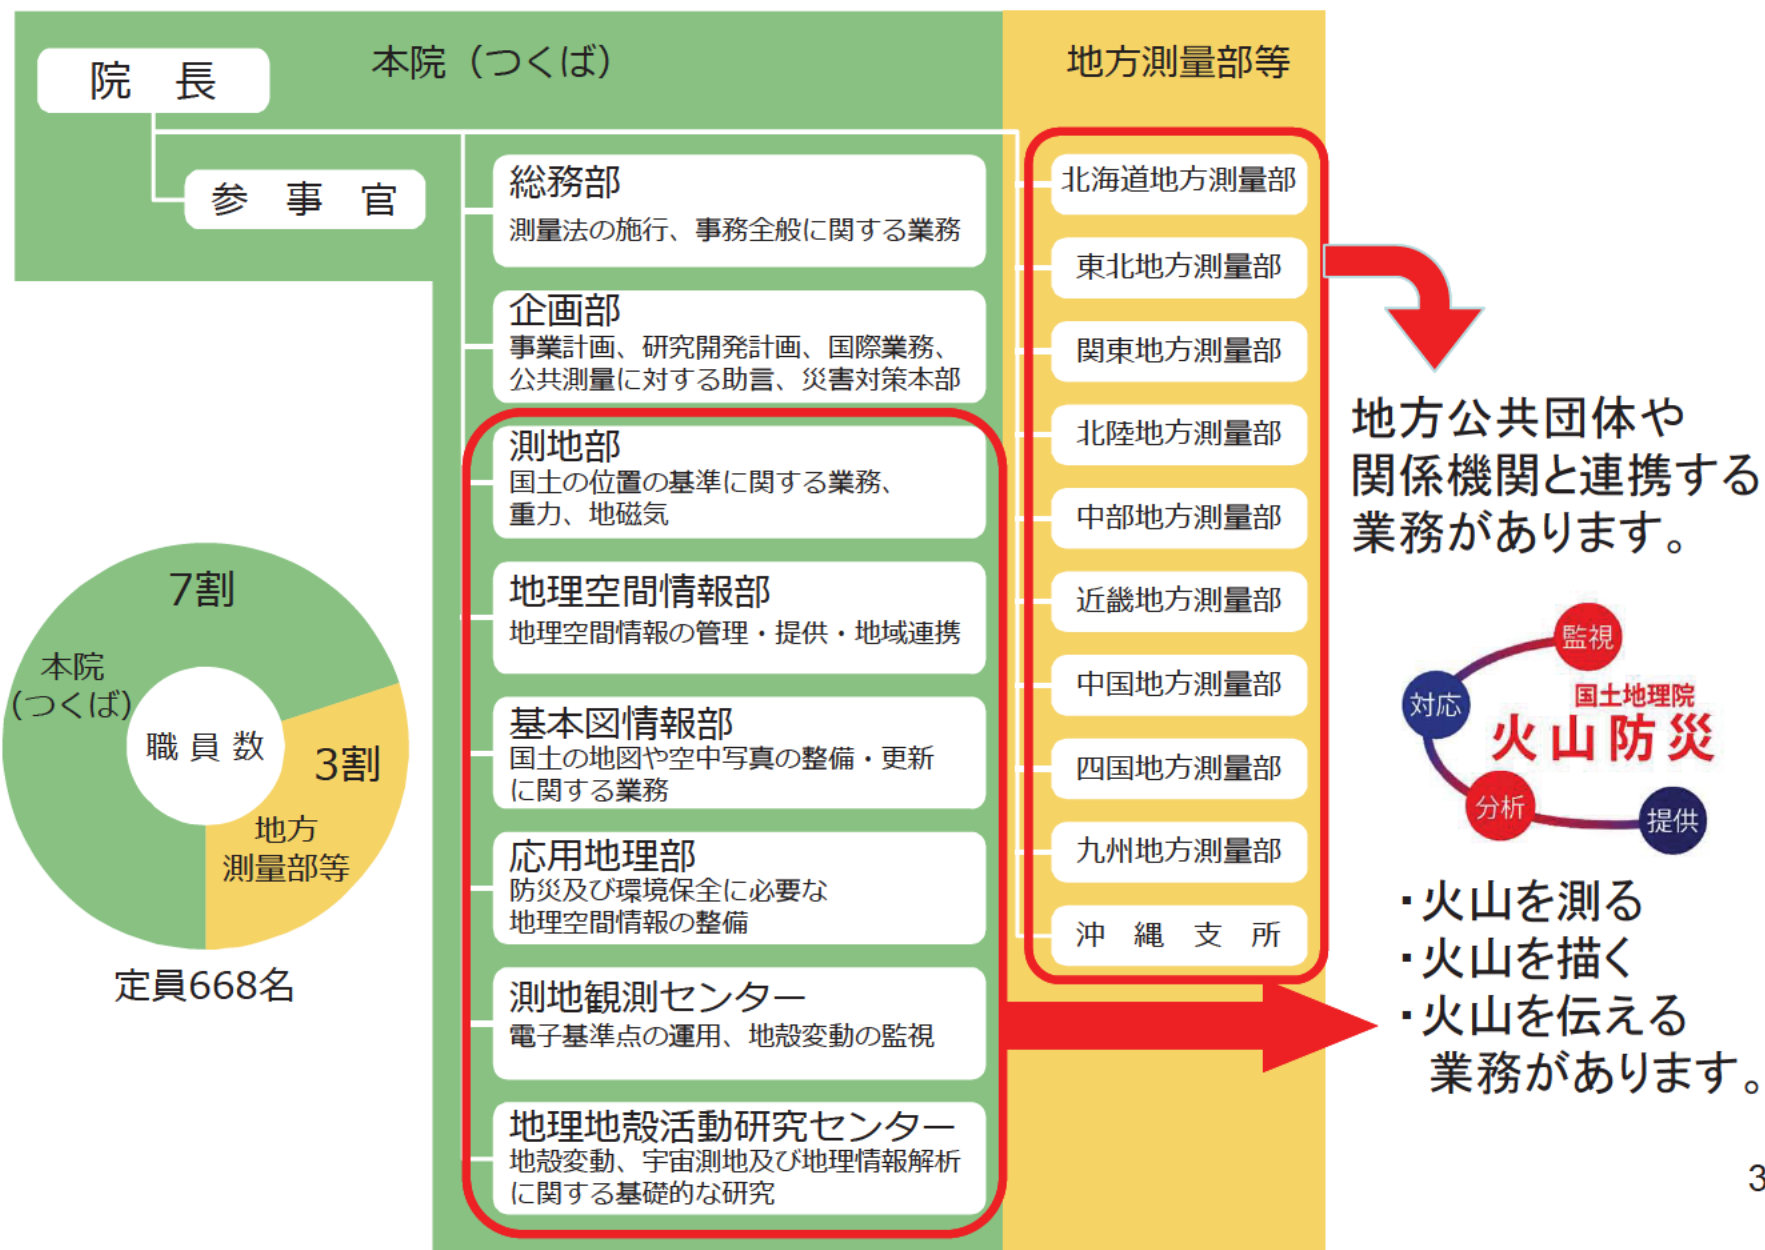 本院（つくば）
院　長
参　事　官
総務部
測量法の施行、事務全般に関する業務
企画部
事業計画、研究開発計画、国際業務、
公共測量に対する助言、災害対策本部
測地部
国土の位置の基準に関する業務、
重力、地磁気
地理空間情報部
地理空間情報の管理・提供・地域連携
基本図情報部
国土の地図や空中写真の整備・更新
に関する業務
応用地理部
防災及び環境保全に必要な
地理空間情報の整備
測地観測センター
電子基準点の運用、地殻変動の監視
地理地殻活動研究センター
地殻変動、宇宙測地及び地理情報解析
に関する基礎的な研究
地方測量部等
北海道地方測量部
東北地方測量部
関東地方測量部
北陸地方測量部
中部地方測量部
近畿地方測量部
中国地方測量部
四国地方測量部
九州地方測量部
沖　縄　支　所
7割
本院
（つくば）
職員数
3割
地方
測量部等
定員668名
地方公共団体や
関係機関と連携する
業務があります。
監視
対応
国土地理院
火山防災
分析
提供
・火山を測る
・火山を描く
・火山を伝える
業務があります。
3